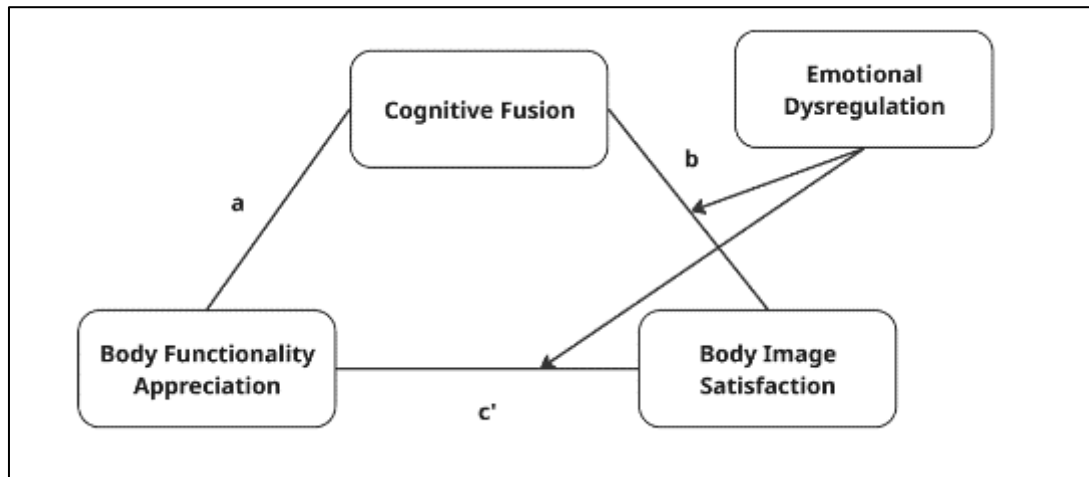 Cognitive Fusion
Emotional
Dysregulation
b
a
Body Functionality
Appreciation
Body Image
Satisfaction
c'